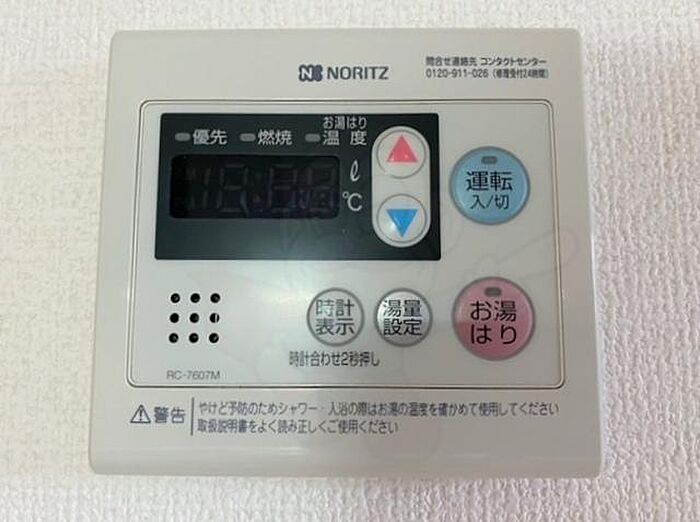 NORITZ
問合せ連絡先 コンタクトセンター
0120-911-026 (修理受付24時間)
優先 燃焼 お湯はり温度
ℓ
℃
運転
入/切
時計
表示
湯量
設定
お湯
はり
時計合わせ2秒押し
RC-7607M
警告
やけど予防のためシャワー・入浴の際はお湯の温度を確かめて使用してください
取扱説明書をよく読み正しくご使用ください